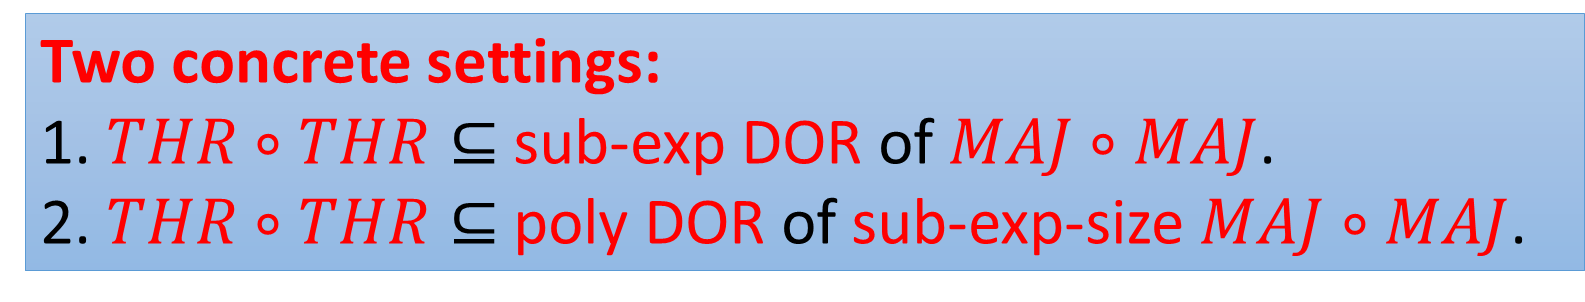 Two concrete settings:
1. THR ∘ THR ⊆ sub-exp DOR of MAJ ∘ MAJ.
2. THR ∘ THR ⊆ poly DOR of sub-exp-size MAJ ∘ MAJ.